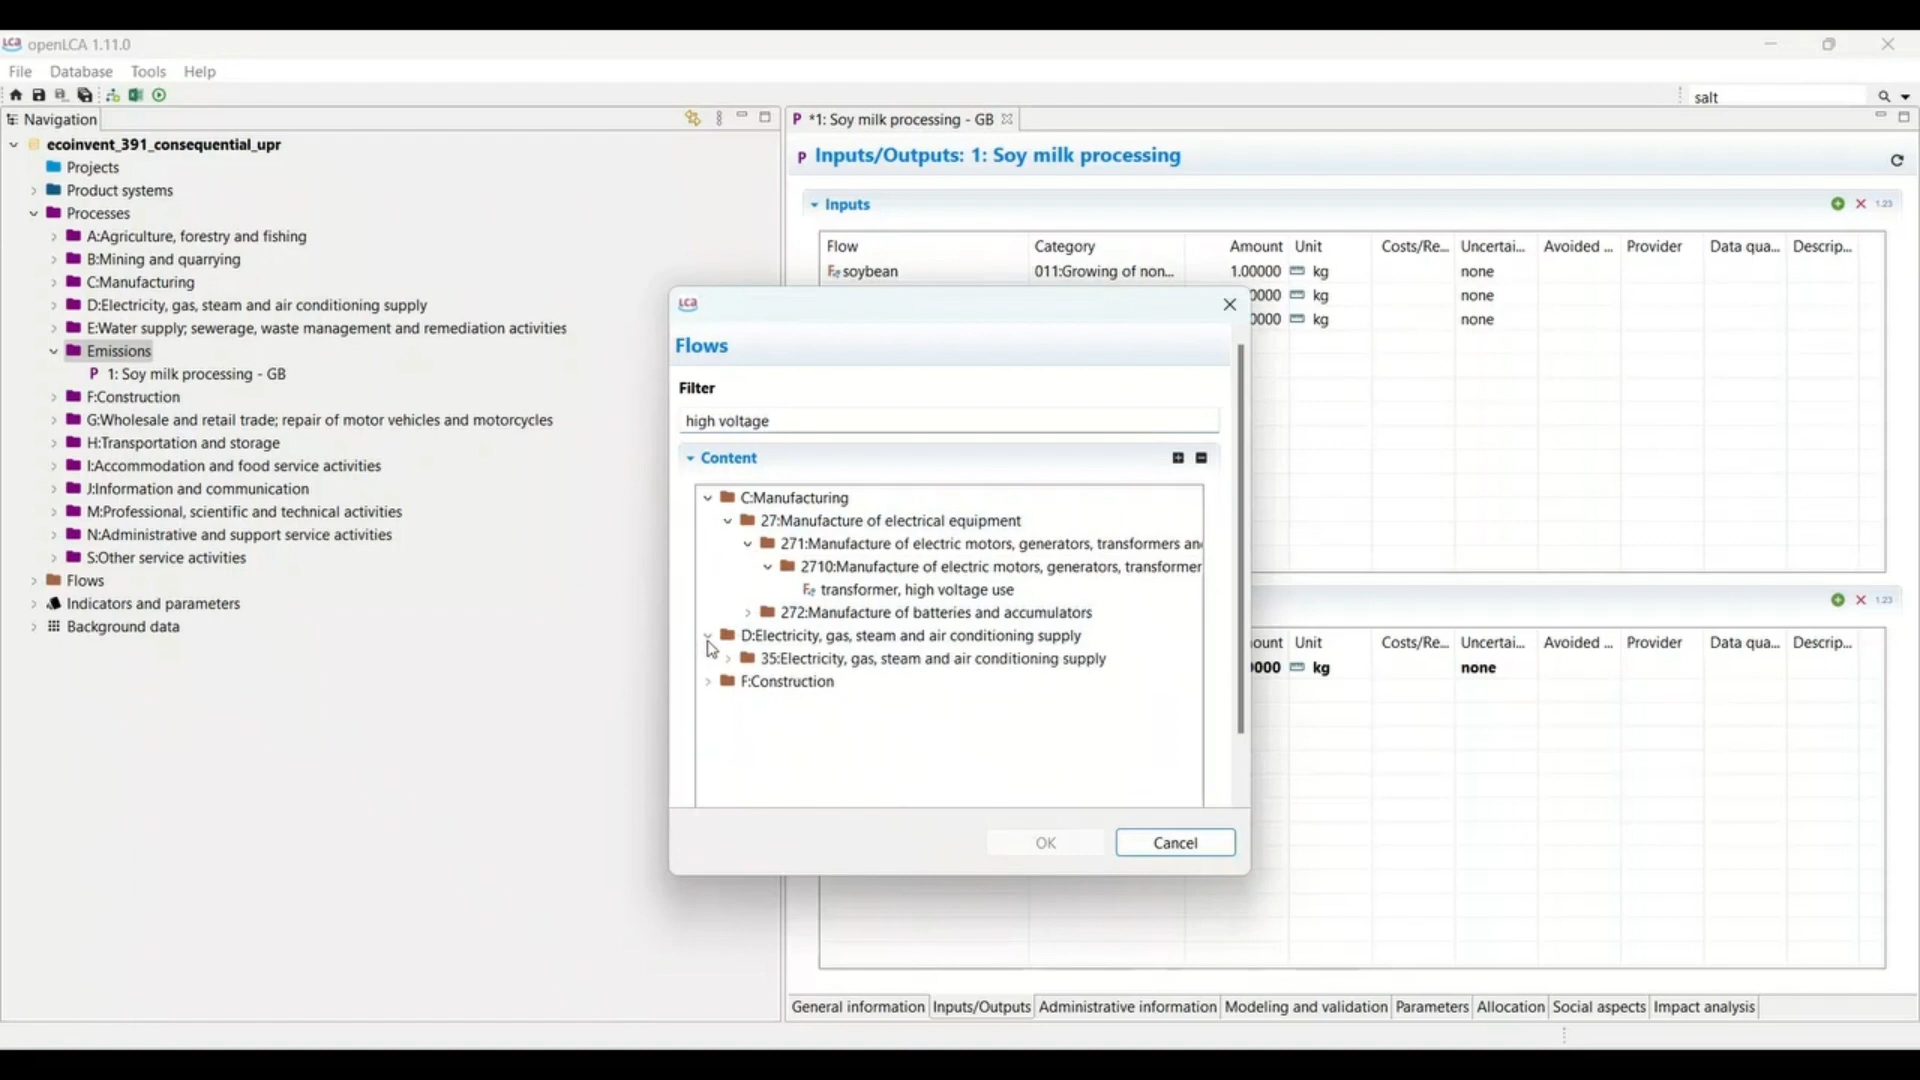 LCA openLCA 1.11.0
File Database Tools Help
salt
Navigation
ecoinvent_391_consequential_upr
Projects
Product systems
Processes
A:Agriculture, forestry and fishing
B:Mining and quarrying
C:Manufacturing
D:Electricity, gas, steam and air conditioning supply
E:Water supply; sewerage, waste management and remediation activities
Emissions
P 1: Soy milk processing - GB
F:Construction
G:Wholesale and retail trade; repair of motor vehicles and motorcycles
H:Transportation and storage
I:Accommodation and food service activities
J:Information and communication
M:Professional, scientific and technical activities
N:Administrative and support service activities
S:Other service activities
Flows
Indicators and parameters
Background data
P *1: Soy milk processing - GB
P Inputs/Outputs: 1: Soy milk processing
Inputs 1.23
Flow Category Amount Unit Costs/Re... Uncertai... Avoided ... Provider Data qua... Descrip...
soybean 011:Growing of non... 1.00000 kg none
0000 kg none
0000 kg none
1.23
ount Unit Costs/Re... Uncertai... Avoided ... Provider Data qua... Descrip...
0000 kg none
LCA
Flows
Filter
high voltage
Content
C:Manufacturing
27:Manufacture of electrical equipment
271:Manufacture of electric motors, generators, transformers an
2710:Manufacture of electric motors, generators, transformer
transformer, high voltage use
272:Manufacture of batteries and accumulators
D:Electricity, gas, steam and air conditioning supply
35:Electricity, gas, steam and air conditioning supply
F:Construction
OK Cancel
General information Inputs/Outputs Administrative information Modeling and validation Parameters Allocation Social aspects Impact analysis